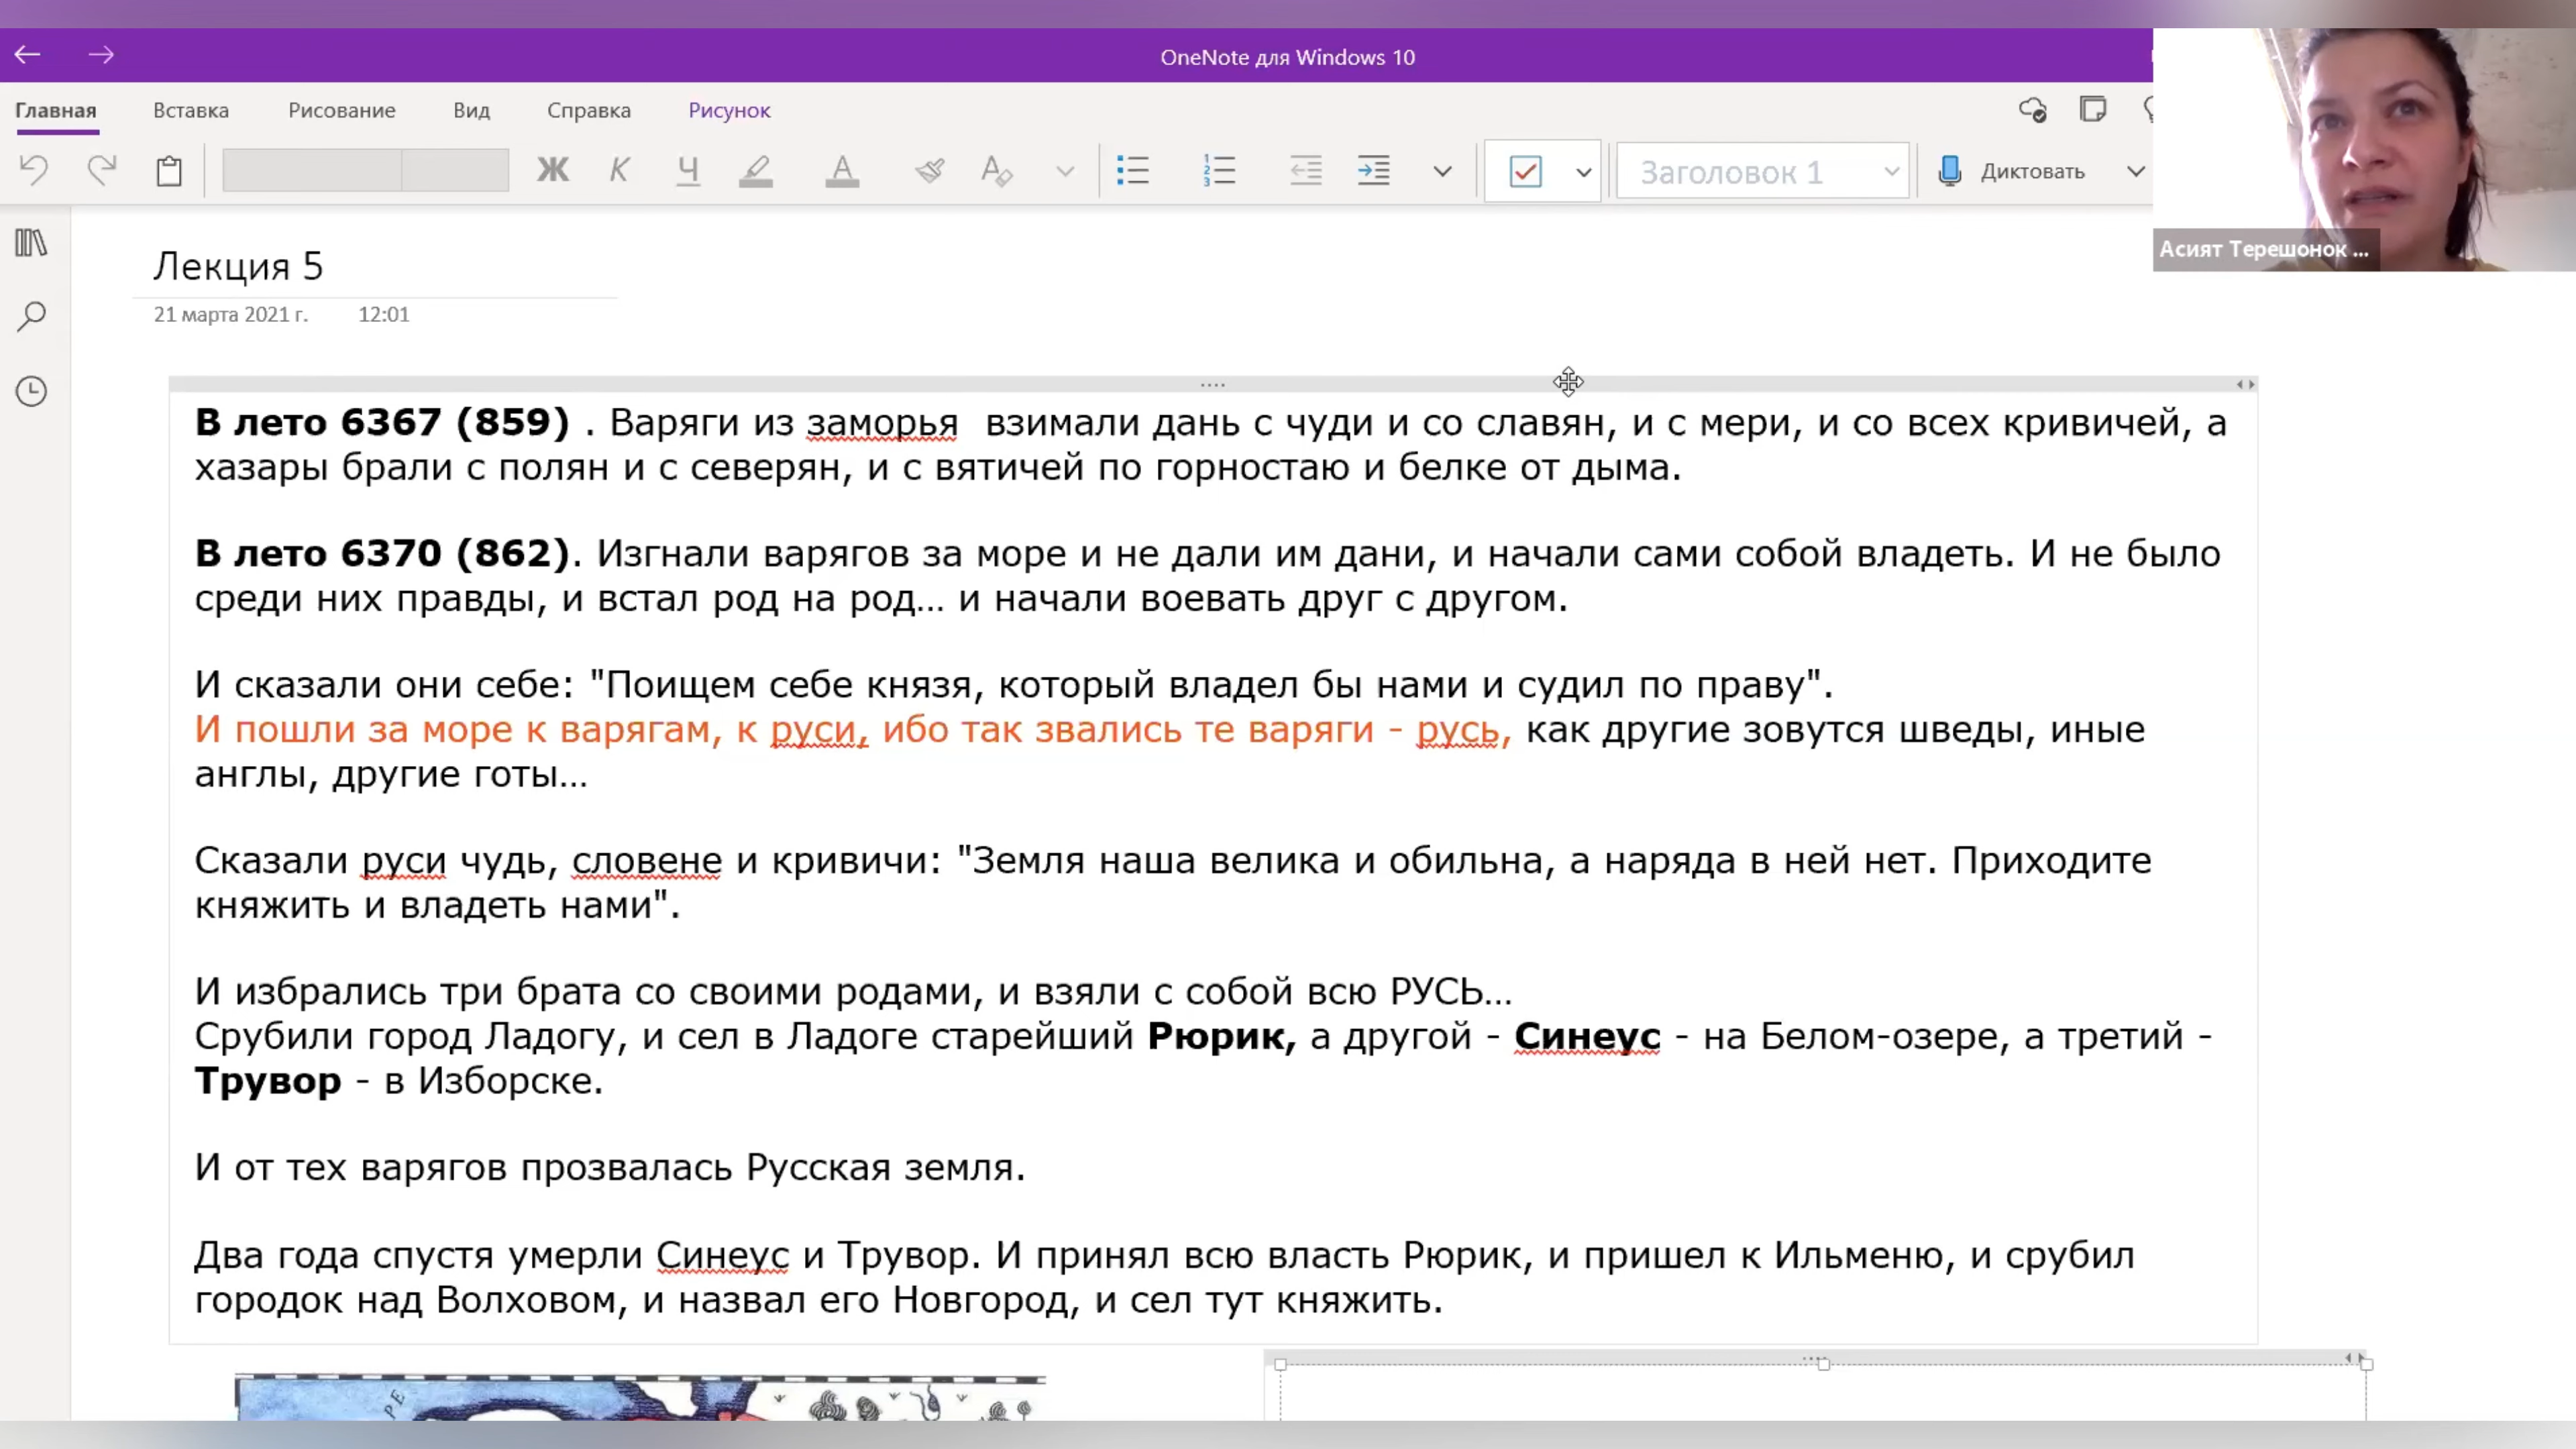 OneNote для Windows 10
Главная Вставка Рисование Вид Справка Рисунок
Ж К Ч А Заголовок 1 Диктовать
Асият Терешонок ...
Лекция 5
21 марта 2021 г. 12:01
В лето 6367 (859) . Варяги из заморья взимали дань с чуди и со славян, и с мери, и со всех кривичей, а
хазары брали с полян и с северян, и с вятичей по горностаю и белке от дыма.
В лето 6370 (862). Изгнали варягов за море и не дали им дани, и начали сами собой владеть. И не было
среди них правды, и встал род на род... и начали воевать друг с другом.
И сказали они себе: "Поищем себе князя, который владел бы нами и судил по праву".
И пошли за море к варягам, к руси, ибо так звались те варяги - русь, как другие зовутся шведы, иные
англы, другие готы...
Сказали руси чудь, словене и кривичи: "Земля наша велика и обильна, а наряда в ней нет. Приходите
княжить и владеть нами".
И избрались три брата со своими родами, и взяли с собой всю РУСЬ...
Срубили город Ладогу, и сел в Ладоге старейший Рюрик, а другой - Синеус - на Белом-озере, а третий -
Трувор - в Изборске.
И от тех варягов прозвалась Русская земля.
Два года спустя умерли Синеус и Трувор. И принял всю власть Рюрик, и пришел к Ильменю, и срубил
городок над Волховом, и назвал его Новгород, и сел тут княжить.
РЕ